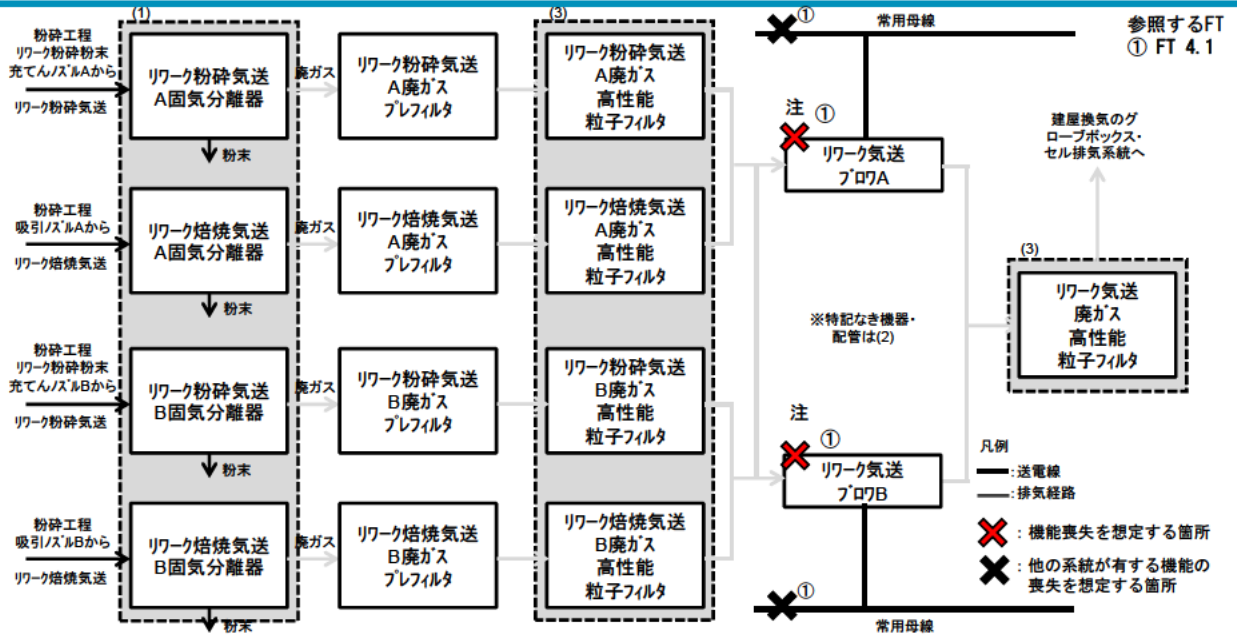 (1)
(3)
①
常用母線
参照するFT
① FT 4.1
粉砕工程
リワーク粉砕粉末
充てんノズルAから
リワーク粉砕気送
リワーク粉砕気送
A固気分離器
粉末
廃ガス
リワーク粉砕気送
A廃ガス
プレフィルタ
リワーク粉砕気送
A廃ガス
高性能
粒子フィルタ
注
①
リワーク気送
ブロワA
建屋換気のグ
ローブボックス・
セル排気系統へ
粉砕工程
吸引ノズルAから
リワーク焙焼気送
リワーク焙焼気送
A固気分離器
粉末
廃ガス
リワーク焙焼気送
A廃ガス
プレフィルタ
リワーク焙焼気送
A廃ガス
高性能
粒子フィルタ
(3)
リワーク気送
廃ガス
高性能
粒子フィルタ
※特記なき機器・
配管は(2)
粉砕工程
リワーク粉砕粉末
充てんノズルBから
リワーク粉砕気送
リワーク粉砕気送
B固気分離器
粉末
廃ガス
リワーク粉砕気送
B廃ガス
プレフィルタ
リワーク粉砕気送
B廃ガス
高性能
粒子フィルタ
注
①
リワーク気送
ブロワB
粉砕工程
吸引ノズルBから
リワーク焙焼気送
リワーク焙焼気送
B固気分離器
粉末
廃ガス
リワーク焙焼気送
B廃ガス
プレフィルタ
リワーク焙焼気送
B廃ガス
高性能
粒子フィルタ
①
常用母線
凡例
:送電線
:排気経路
: 機能喪失を想定する箇所
: 他の系統が有する機能の
喪失を想定する箇所